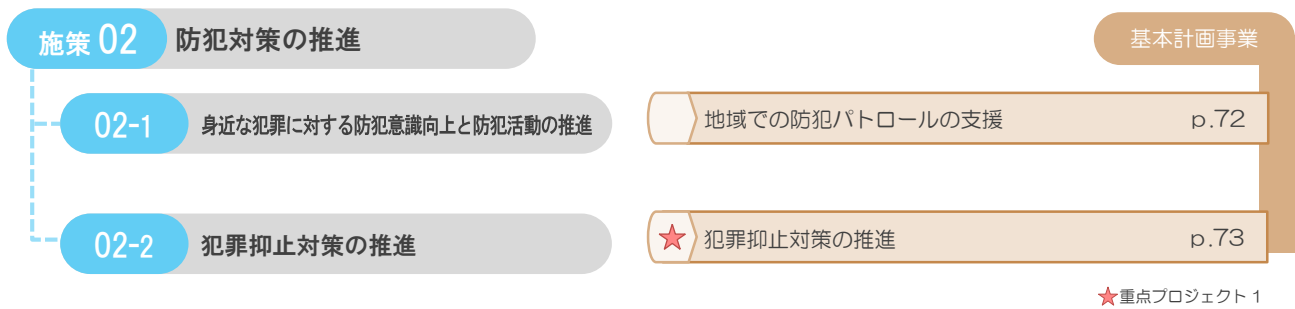 施策 02 防犯対策の推進
基本計画事業
02-1 身近な犯罪に対する防犯意識向上と防犯活動の推進
地域での防犯パトロールの支援 p.72
02-2 犯罪抑止対策の推進
★ 犯罪抑止対策の推進 p.73
★重点プロジェクト 1